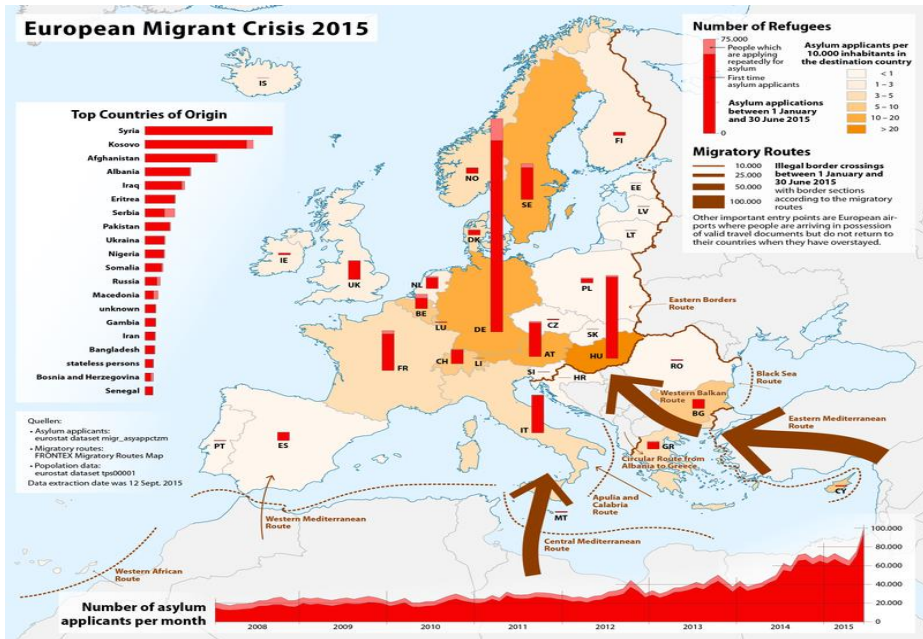 European Migrant Crisis 2015
Number of Refugees
75.000
People which
are applying
repeatedly for
asylum
First time
asylum applicants
Asylum applications
between 1 January
and 30 June 2015
0
Asylum applicants per
10.000 inhabitants in
the destination country
< 1
1 – 3
3 – 5
5 – 10
10 – 20
> 20
Migratory Routes
10.000
25.000
50.000
100.000
Illegal border crossings
between 1 January and
30 June 2015
with border sections
according to the migratory
routes
Other important entry points are European air-
ports where people are arriving in possession
of valid travel documents but do not return to
their countries when they have overstayed.
Top Countries of Origin
Syria
Kosovo
Afghanistan
Albania
Iraq
Eritrea
Serbia
Pakistan
Ukraina
Nigeria
Somalia
Russia
Macedonia
unknown
Gambia
Iran
Bangladesh
stateless persons
Bosnia and Herzegovina
Senegal
Quellen:
• Asylum applicants:
eurostat dataset migr_asyappctzm
• Migratory routes:
FRONTEX Migratory Routes Map
• Popolation data:
eurostat dataset tps00001
Data extraction date was 12 Sept. 2015
IS
NO
SE
FI
EE
LV
LT
DK
IE
UK
NL
BE
LU
DE
PL
CZ
SK
AT
HU
CH
LI
FR
SI
HR
RO
BG
IT
GR
PT
ES
MT
CY
Eastern Borders
Route
Black Sea
Route
Western Balkan
Route
Eastern Mediterranean
Route
Circular Route from
Albania to Greece
Apulia and
Calabria
Route
Central Mediterranean
Route
Western Mediterranean
Route
Western African
Route
Number of asylum
applicants per month
100.000
80.000
60.000
40.000
20.000
0
2008
2009
2010
2011
2012
2013
2014
2015